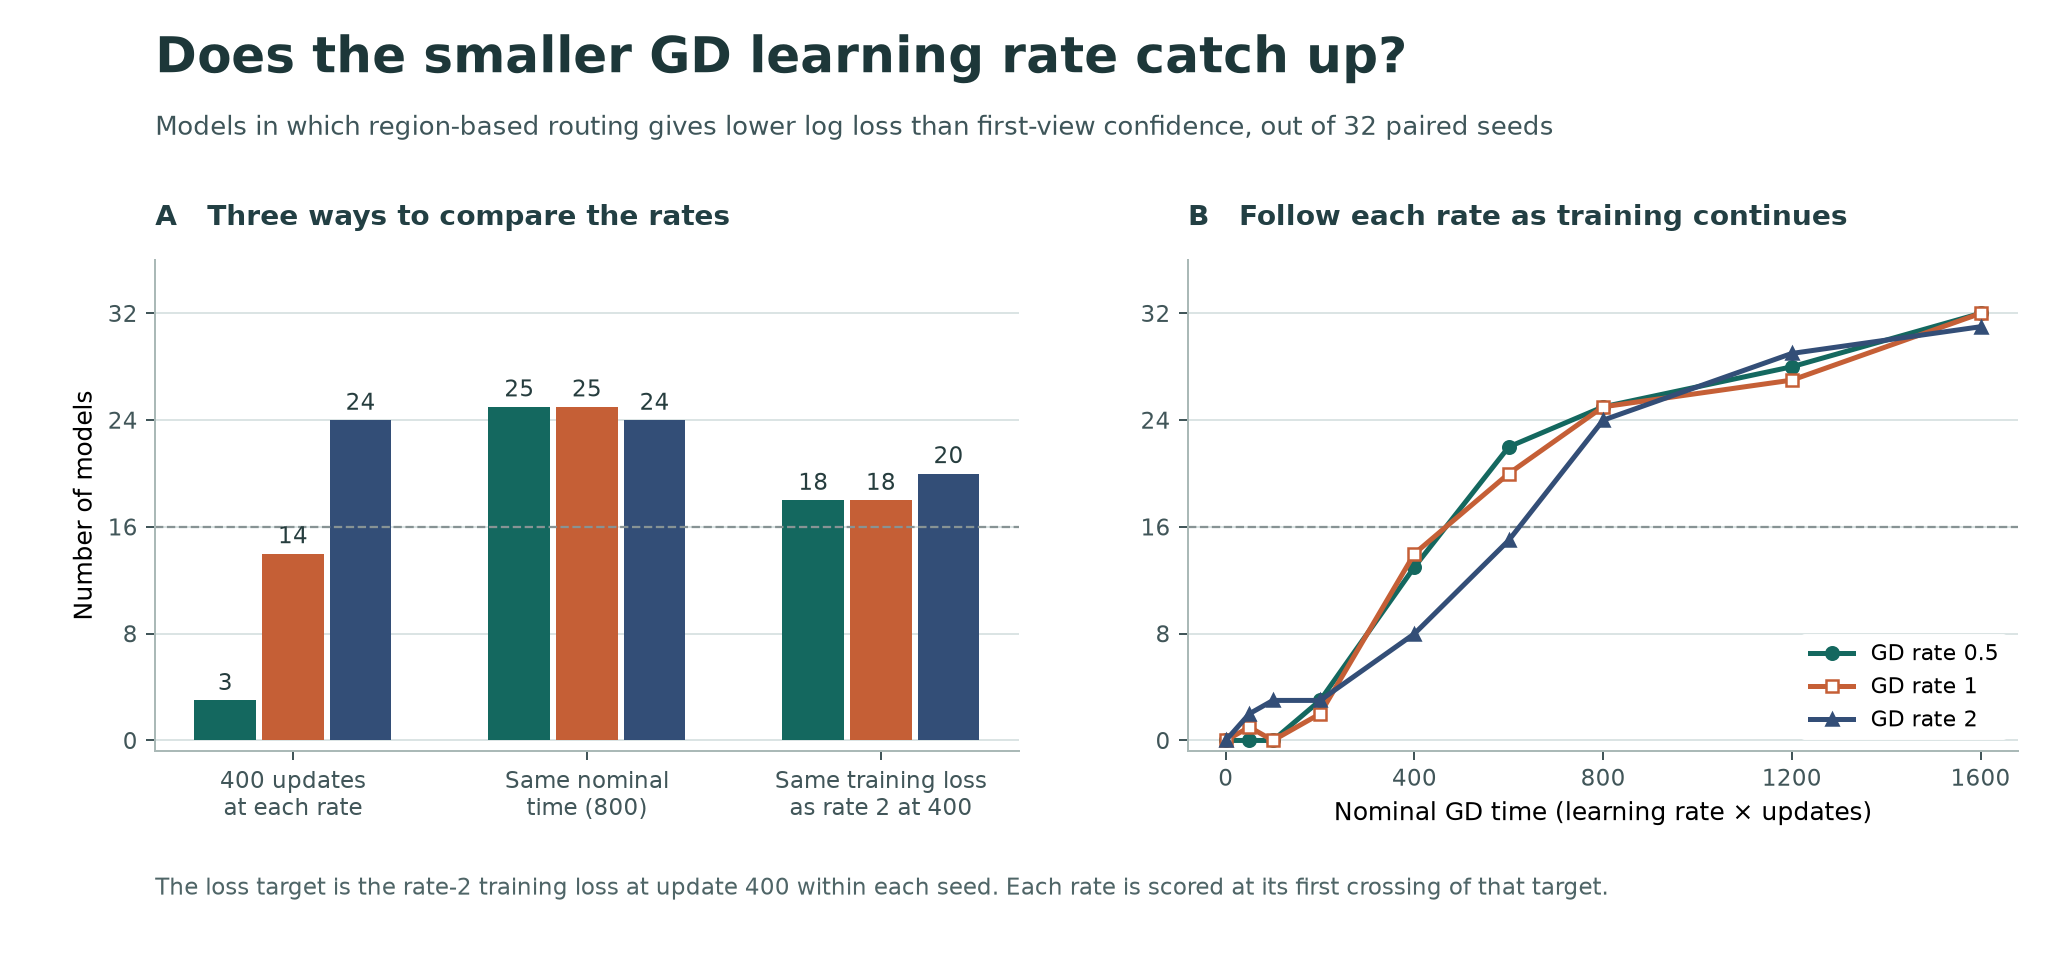 Does the smaller GD learning rate catch up?
Models in which region-based routing gives lower log loss than first-view confidence, out of 32 paired seeds
A Three ways to compare the rates
Number of models
32
24
16
8
0
3
14
24
25
25
24
18
18
20
400 updates
at each rate
Same nominal
time (800)
Same training loss
as rate 2 at 400
B Follow each rate as training continues
32
24
16
8
0
GD rate 0.5
GD rate 1
GD rate 2
0
400
800
1200
1600
Nominal GD time (learning rate × updates)
The loss target is the rate-2 training loss at update 400 within each seed. Each rate is scored at its first crossing of that target.